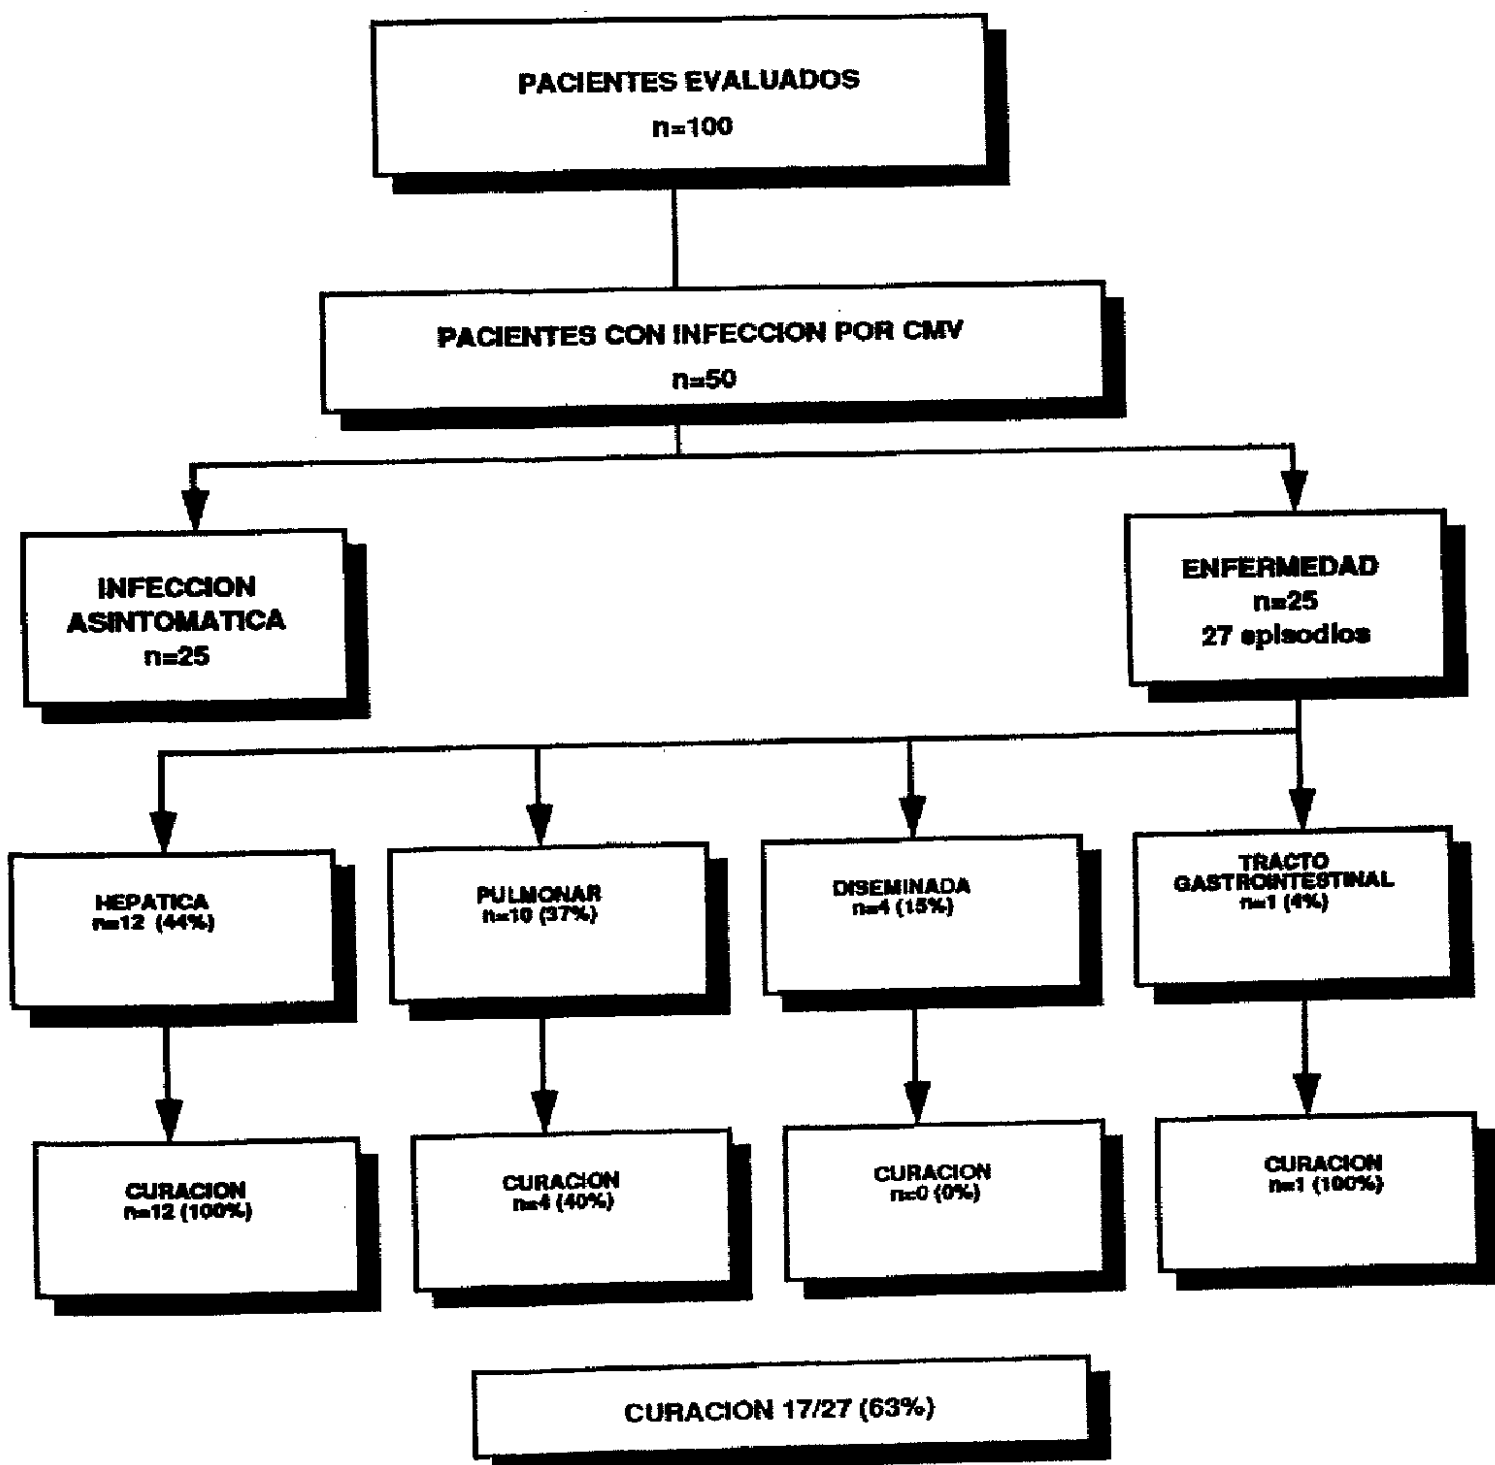 PACIENTES EVALUADOS
n=100
PACIENTES CON INFECCION POR CMV
n=50
INFECCION
ASINTOMATICA
n=25
ENFERMEDAD
n=25
27 episodios
HEPATICA
n=12 (44%)
PULMONAR
n=10 (37%)
DISEMINADA
n=4 (15%)
TRACTO
GASTROINTESTINAL
n=1 (4%)
CURACION
n=12 (100%)
CURACION
n=4 (40%)
CURACION
n=0 (0%)
CURACION
n=1 (100%)
CURACION 17/27 (63%)